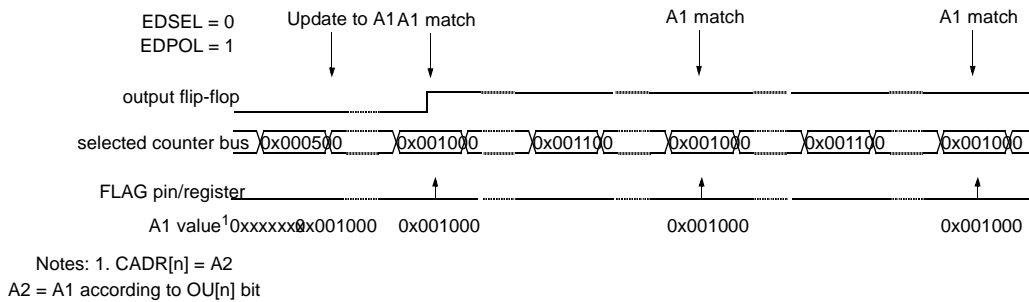 EDSEL = 0
EDPOL = 1
Update to A1 A1 match A1 match A1 match
output flip-flop
selected counter bus 0x000500 0x001000 0x001100 0x001000 0x001100 0x001000
FLAG pin/register
A1 value1 0xxxxxxx 0x001000 0x001000 0x001000 0x001000
Notes: 1. CADR[n] = A2
A2 = A1 according to OU[n] bit